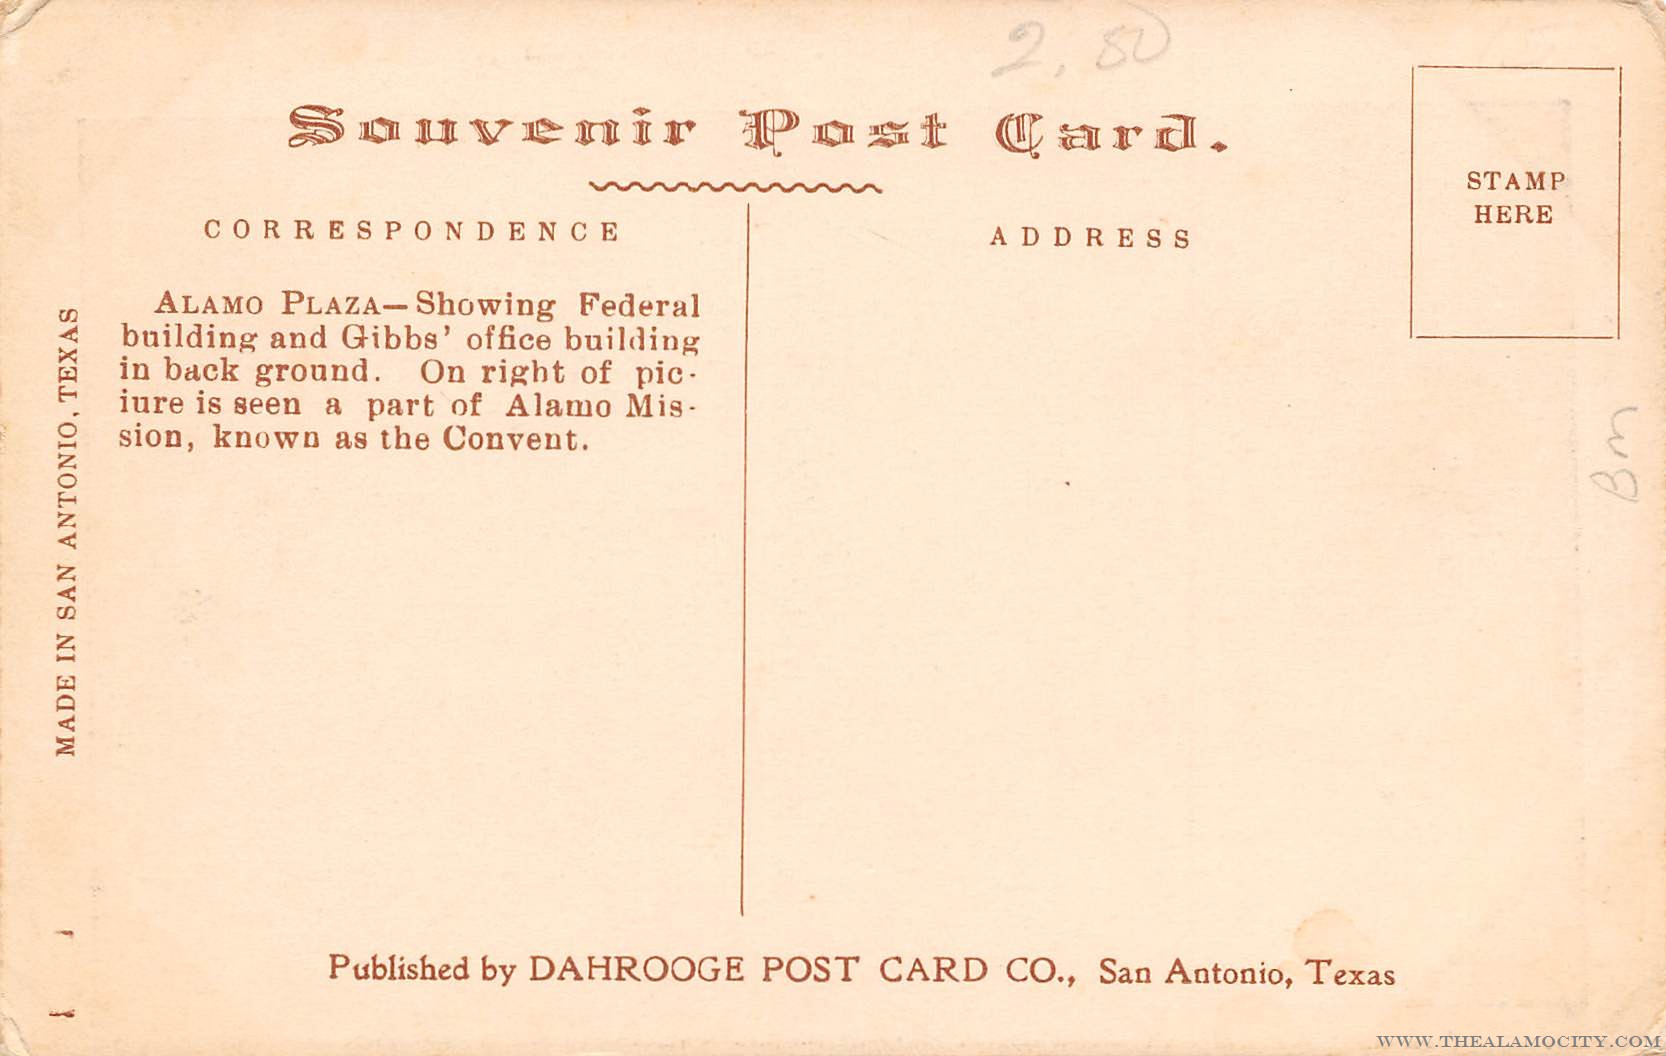 2.50
Souvenir Post Card.
STAMP
HERE
CORRESPONDENCE
ADDRESS
ALAMO PLAZA—Showing Federal
building and Gibbs' office building
in back ground. On right of pic-
iure is seen a part of Alamo Mis-
sion, known as the Convent.
MADE IN SAN ANTONIO, TEXAS
Bm
Published by DAHROOGE POST CARD CO., San Antonio, Texas
WWW.THEALAMOCITY.COM